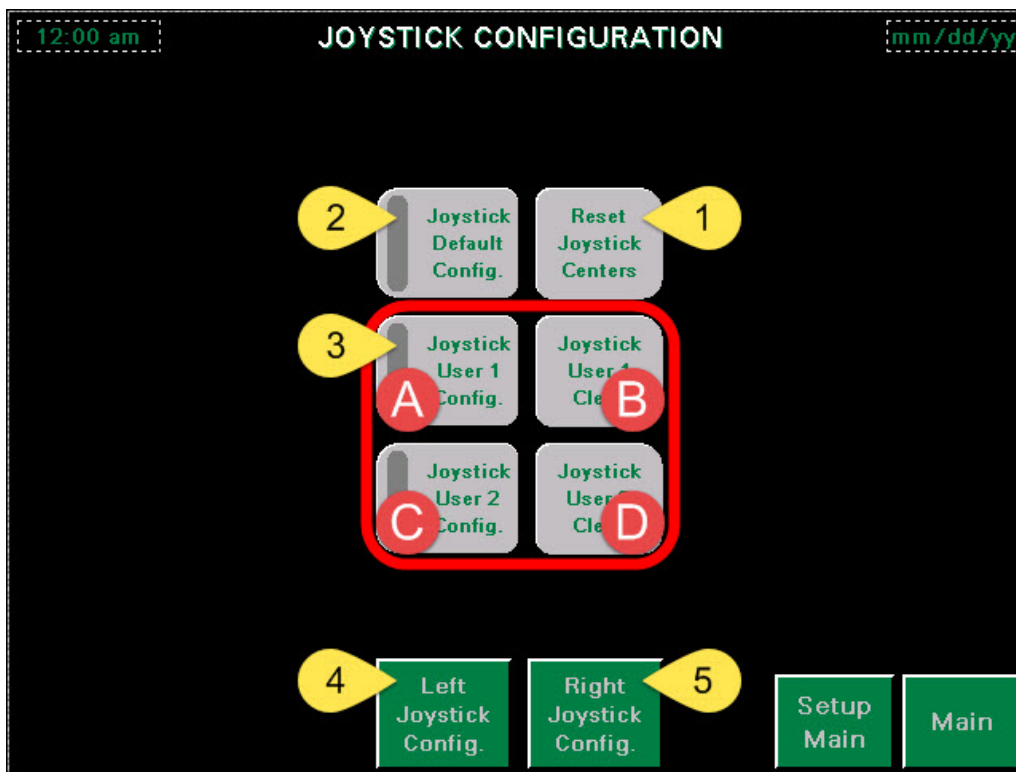 12:00 am
JOYSTICK CONFIGURATION
mm/dd/yy
2
Joystick
Default
Config.
Reset
Joystick
Centers
1
3
Joystick
User 1
Config.
A
Joystick
User 1
B
Joystick
User 2
Config.
C
Joystick
D
4
Left
Joystick
Config.
Right
Joystick
Config.
5
Setup
Main
Main